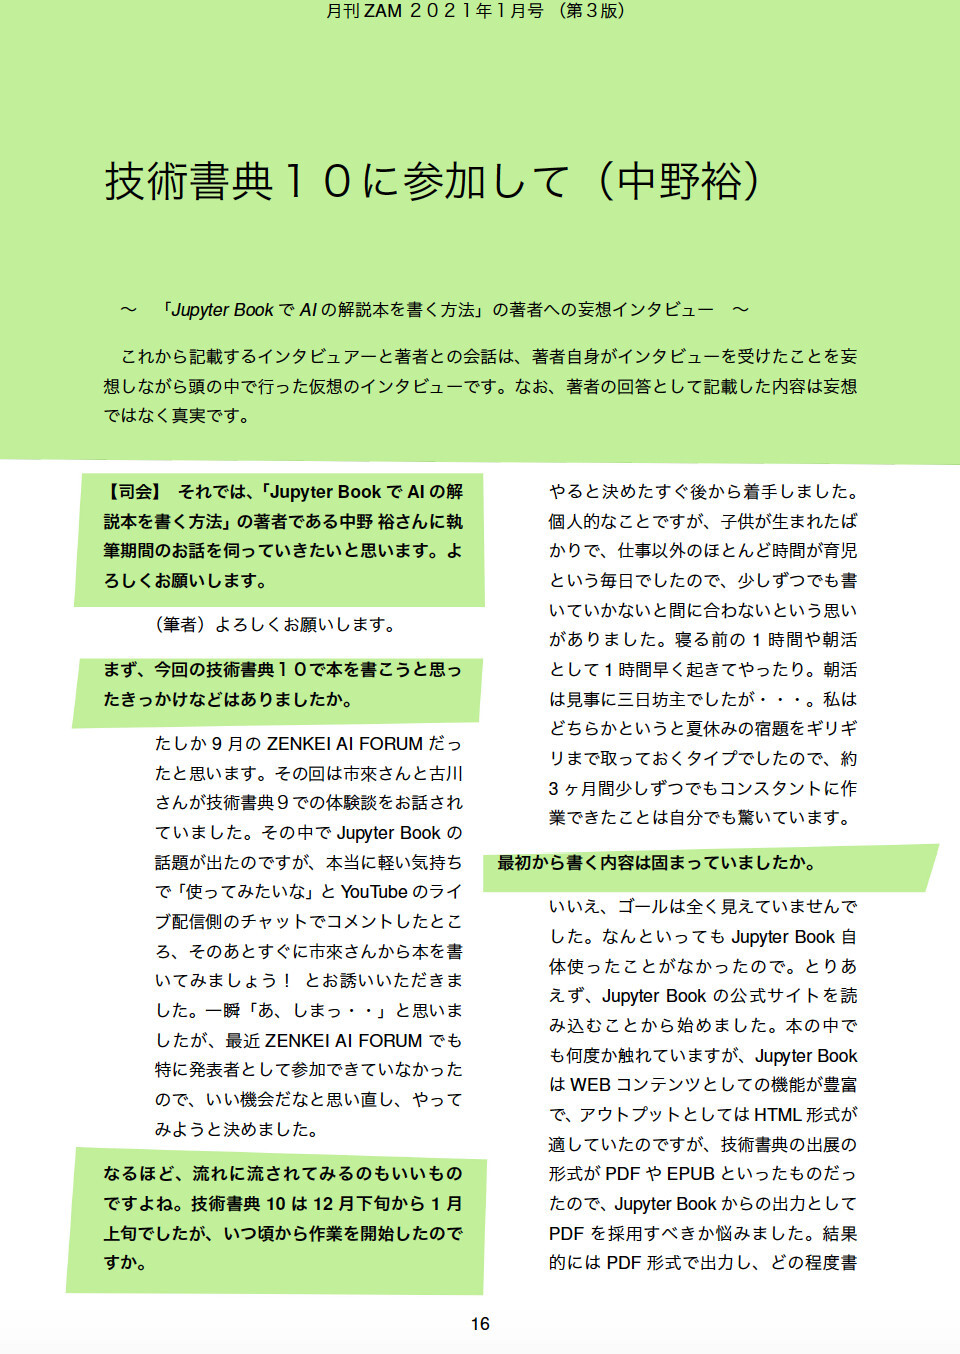 月刊 ZAM ２０２１年１月号 （第３版）
技術書典１０に参加して（中野裕）
～　「Jupyter Book で AI の解説本を書く方法」の著者への妄想インタビュー　～
これから記載するインタビュアーと著者との会話は、著者自身がインタビューを受けたことを妄
想しながら頭の中で行った仮想のインタビューです。なお、著者の回答として記載した内容は妄想
ではなく真実です。
【司会】 それでは、「Jupyter Book で AI の解
説本を書く方法」の著者である中野 裕さんに執
筆期間のお話を伺っていきたいと思います。よ
ろしくお願いします。
（筆者）よろしくお願いします。
まず、今回の技術書典１０で本を書こうと思っ
たきっかけなどはありましたか。
たしか 9 月の ZENKEI AI FORUM だっ
たと思います。その回は市來さんと古川
さんが技術書典９での体験談をお話され
ていました。その中で Jupyter Book の
話題が出たのですが、本当に軽い気持ち
で「使ってみたいな」と YouTube のライ
ブ配信側のチャットでコメントしたとこ
ろ、そのあとすぐに市來さんから本を書
いてみましょう！ とお誘いいただきま
した。一瞬「あ、しまっ・・」と思いま
したが、最近 ZENKEI AI FORUM でも
特に発表者として参加できていなかった
ので、いい機会だなと思い直し、やって
みようと決めました。
なるほど、流れに流されてみるのもいいもの
ですよね。技術書典 10 は 12 月下旬から 1 月
上旬でしたが、いつ頃から作業を開始したので
すか。
やると決めたすぐ後から着手しました。
個人的なことですが、子供が生まれたば
かりで、仕事以外のほとんど時間が育児
という毎日でしたので、少しずつでも書
いていかないと間に合わないという思い
がありました。寝る前の 1 時間や朝活
として 1 時間早く起きてやったり。朝活
は見事に三日坊主でしたが・・・。私は
どちらかというと夏休みの宿題をギリギ
リまで取っておくタイプでしたので、約
3 ヶ月間少しずつでもコンスタントに作
業できたことは自分でも驚いています。
最初から書く内容は固まっていましたか。
いいえ、ゴールは全く見えていませんで
した。なんといっても Jupyter Book 自
体使ったことがなかったので。とりあ
えず、Jupyter Book の公式サイトを読
み込むことから始めました。本の中で
も何度か触れていますが、Jupyter Book
は WEB コンテンツとしての機能が豊富
で、アウトプットとしては HTML 形式が
適していたのですが、技術書典の出展の
形式が PDF や EPUB といったものだっ
たので、Jupyter Book からの出力として
PDF を採用すべきか悩みました。結果
的には PDF 形式で出力し、どの程度書
16